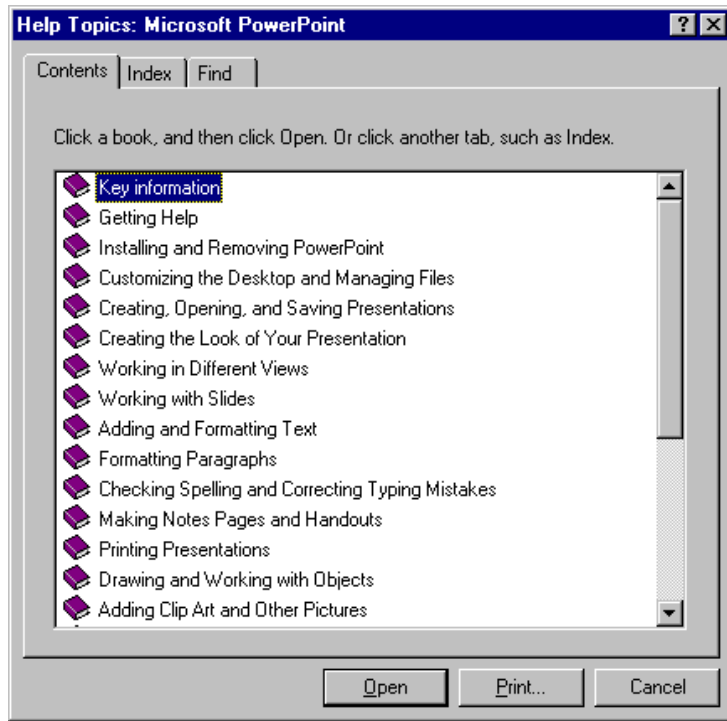 Help Topics: Microsoft PowerPoint
Contents Index Find
Click a book, and then click Open. Or click another tab, such as Index.
Key information
Getting Help
Installing and Removing PowerPoint
Customizing the Desktop and Managing Files
Creating, Opening, and Saving Presentations
Creating the Look of Your Presentation
Working in Different Views
Working with Slides
Adding and Formatting Text
Formatting Paragraphs
Checking Spelling and Correcting Typing Mistakes
Making Notes Pages and Handouts
Printing Presentations
Drawing and Working with Objects
Adding Clip Art and Other Pictures
Open Print... Cancel